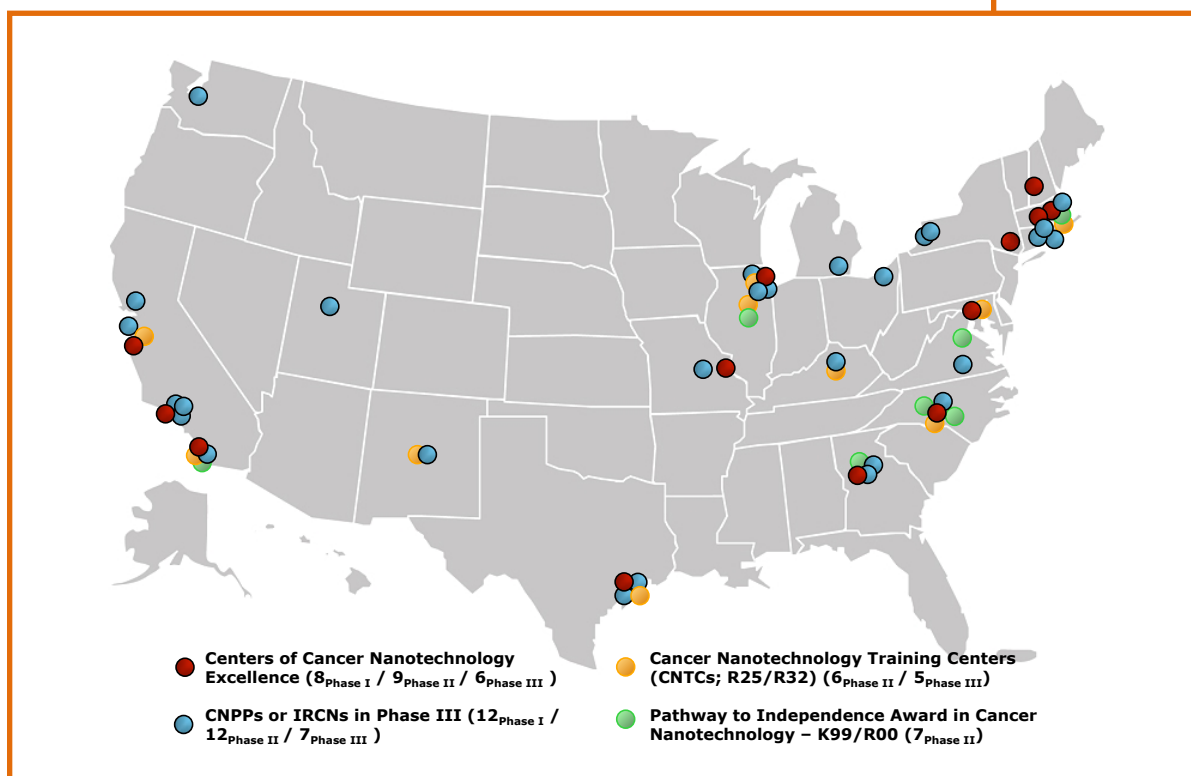 Centers of Cancer Nanotechnology
Excellence (8Phase I / 9Phase II / 6Phase III )
CNPPs or IRCNs in Phase III (12Phase I /
12Phase II / 7Phase III )
Cancer Nanotechnology Training Centers
(CNTCs; R25/R32) (6Phase II / 5Phase III)
Pathway to Independence Award in Cancer
Nanotechnology – K99/R00 (7Phase II)